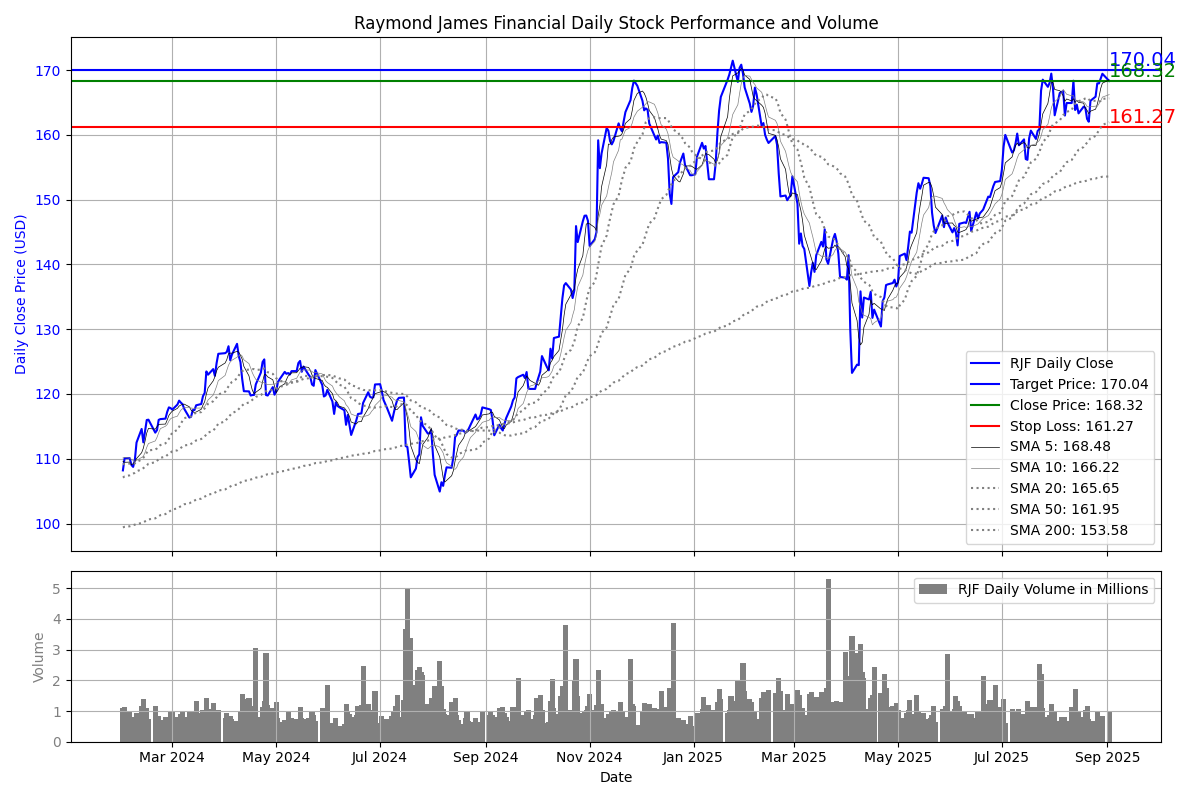 Raymond James Financial Daily Stock Performance and Volume
170.04
168.32
161.27
170
160
150
140
130
120
110
100
Daily Close Price (USD)
RJF Daily Close
Target Price: 170.04
Close Price: 168.32
Stop Loss: 161.27
SMA 5: 168.48
SMA 10: 166.22
SMA 20: 165.65
SMA 50: 161.95
SMA 200: 153.58
5
4
3
2
1
0
Volume
RJF Daily Volume in Millions
Mar 2024 May 2024 Jul 2024 Sep 2024 Nov 2024 Jan 2025 Mar 2025 May 2025 Jul 2025 Sep 2025
Date